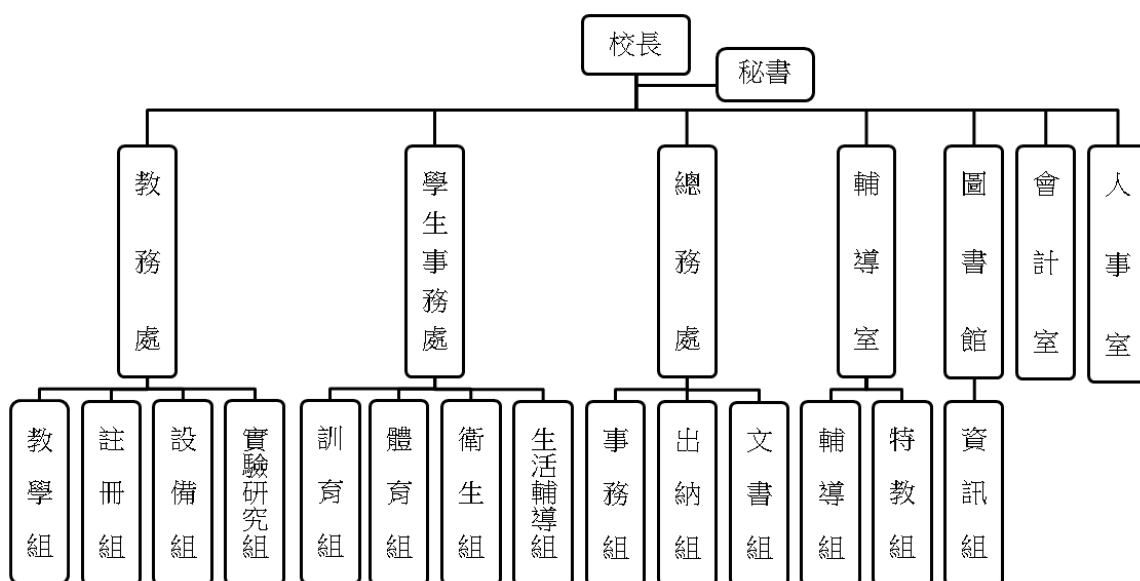 校長
秘書
教務處
學生事務處
總務處
輔導室
圖書館
會計室
人事室
教學組
註冊組
設備組
實驗研究組
訓育組
體育組
衛生組
生活輔導組
事務組
出納組
文書組
輔導組
特教組
資訊組